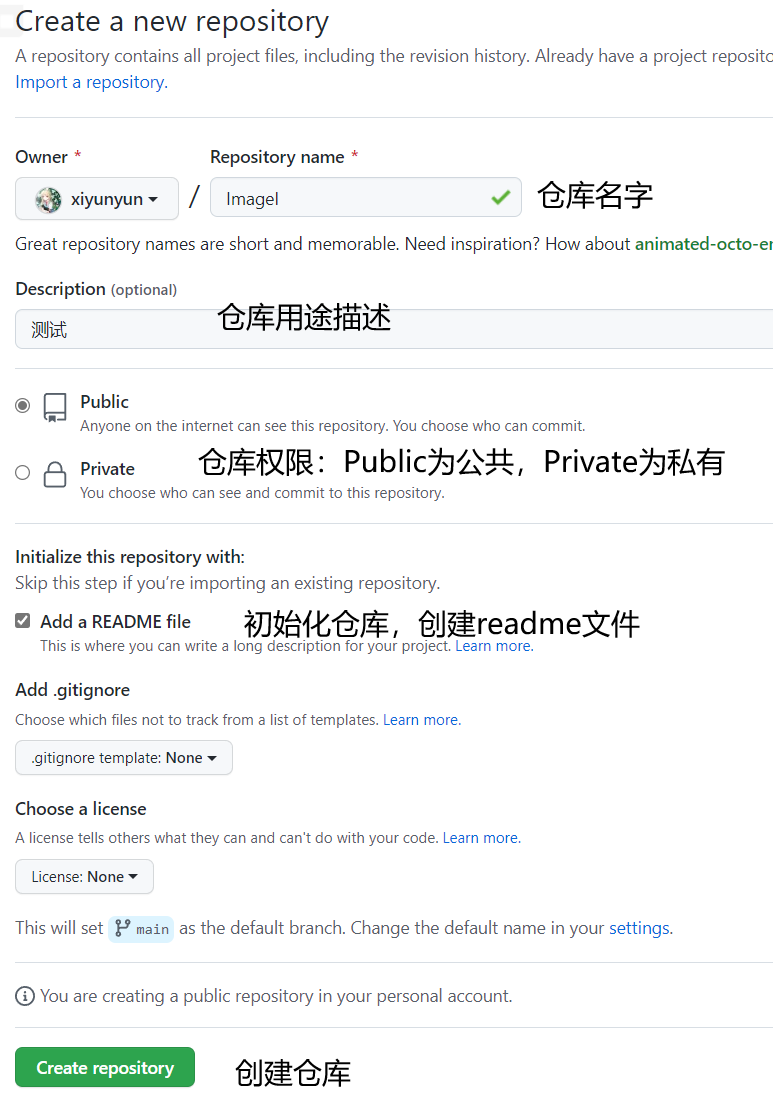 Create a new repository
A repository contains all project files, including the revision history. Already have a project reposito
Import a repository.
Owner *
Repository name *
xiyunyun
/
Imagel
仓库名字
Great repository names are short and memorable. Need inspiration? How about animated-octo-en
Description (optional)
仓库用途描述
测试
Public
Anyone on the internet can see this repository. You choose who can commit.
仓库权限：Public为公共，Private为私有
Private
You choose who can see and commit to this repository.
Initialize this repository with:
Skip this step if you're importing an existing repository.
Add a README file
初始化仓库，创建readme文件
This is where you can write a long description for your project. Learn more.
Add .gitignore
Choose which files not to track from a list of templates. Learn more.
.gitignore template: None
Choose a license
A license tells others what they can and can't do with your code. Learn more.
License: None
This will set main as the default branch. Change the default name in your settings.
You are creating a public repository in your personal account.
Create repository
创建仓库